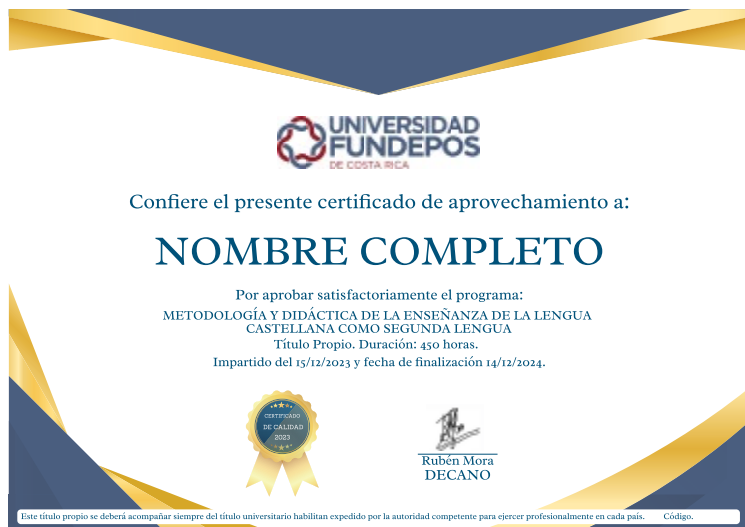 UNIVERSIDAD
FUNDEPOS
DE COSTA RICA
Confiere el presente certificado de aprovechamiento a:
NOMBRE COMPLETO
Por aprobar satisfactoriamente el programa:
METODOLOGÍA Y DIDÁCTICA DE LA ENSEÑANZA DE LA LENGUA
CASTELLANA COMO SEGUNDA LENGUA
Título Propio. Duración: 450 horas.
Impartido del 15/12/2023 y fecha de finalización 14/12/2024.
CERTIFICADO
DE CALIDAD
2023
Rubén Mora
DECANO
Este título propio se deberá acompañar siempre del título universitario habilitan expedido por la autoridad competente para ejercer profesionalmente en cada país. Código.